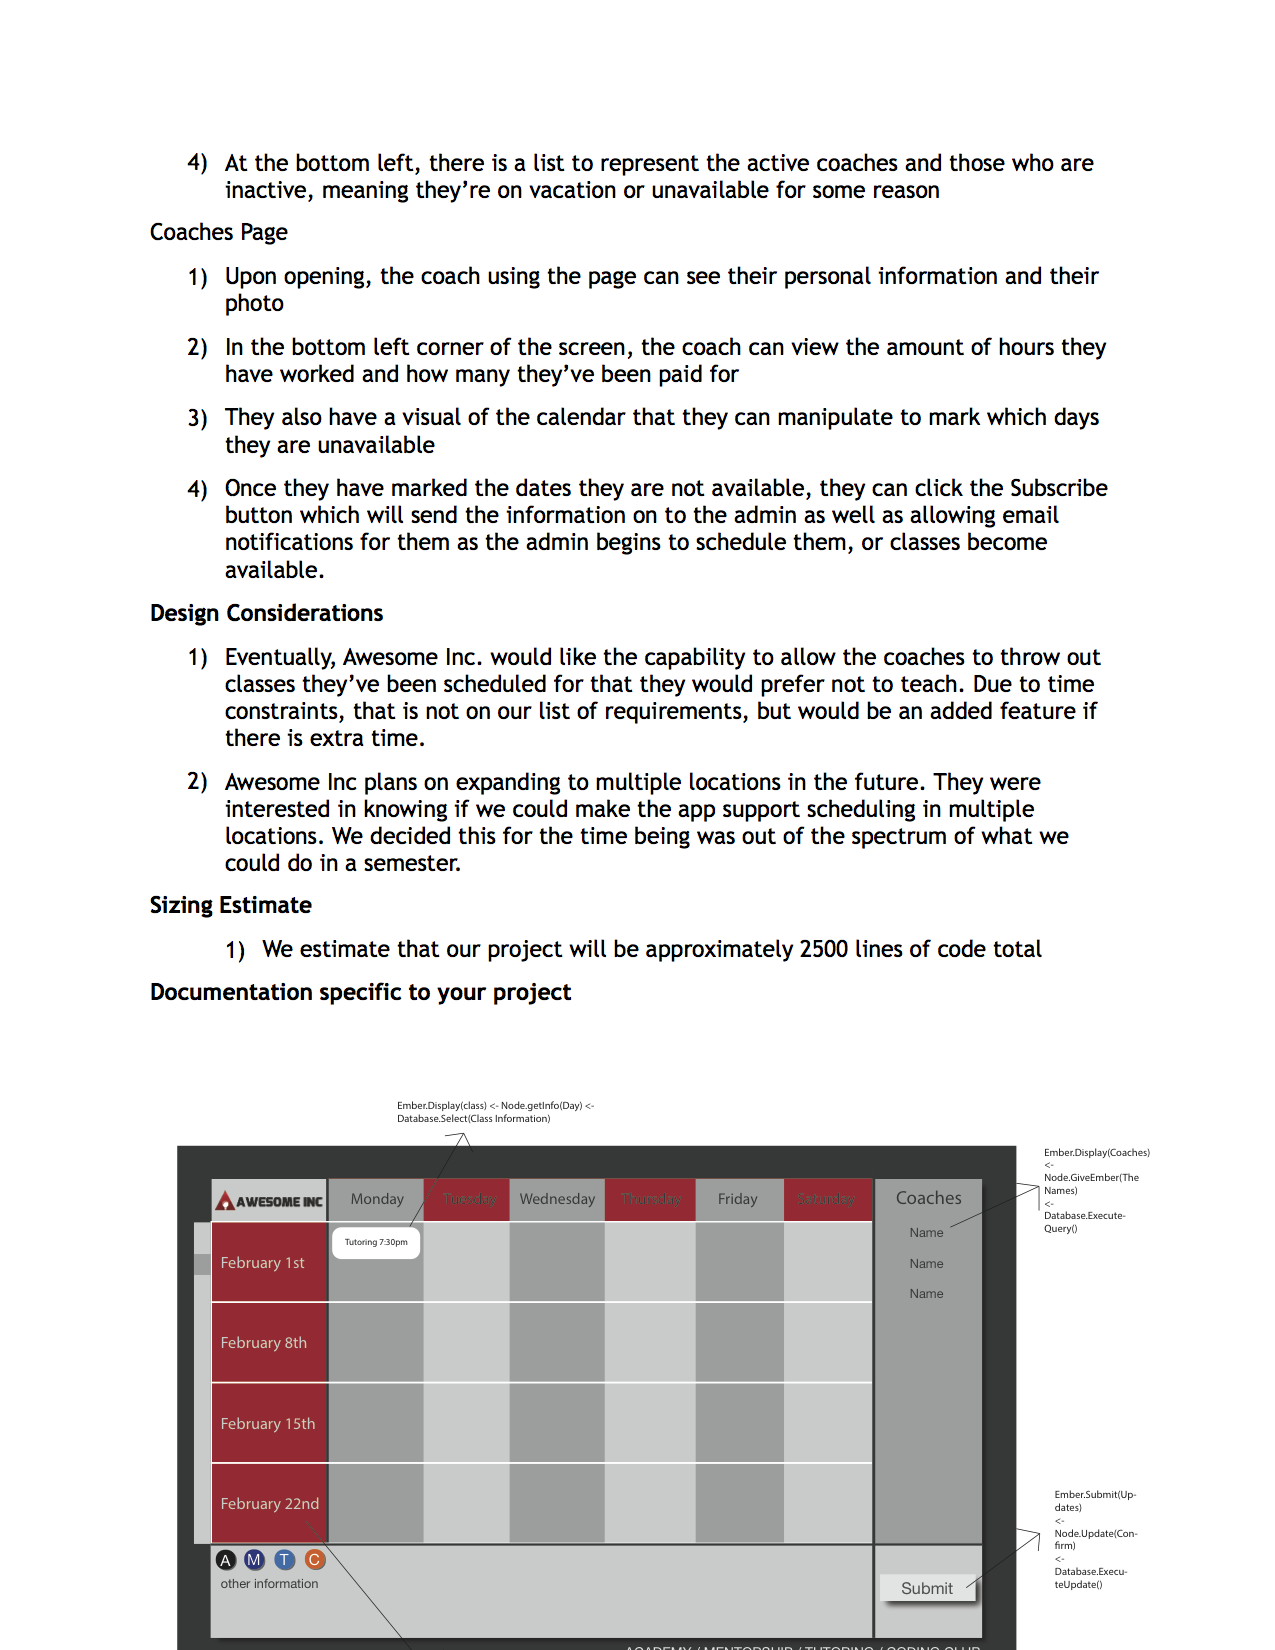 4) At the bottom left, there is a list to represent the active coaches and those who are
inactive, meaning they’re on vacation or unavailable for some reason
Coaches Page
1) Upon opening, the coach using the page can see their personal information and their
photo
2) In the bottom left corner of the screen, the coach can view the amount of hours they
have worked and how many they’ve been paid for
3) They also have a visual of the calendar that they can manipulate to mark which days
they are unavailable
4) Once they have marked the dates they are not available, they can click the Subscribe
button which will send the information on to the admin as well as allowing email
notifications for them as the admin begins to schedule them, or classes become
available.
Design Considerations
1) Eventually, Awesome Inc. would like the capability to allow the coaches to throw out
classes they’ve been scheduled for that they would prefer not to teach. Due to time
constraints, that is not on our list of requirements, but would be an added feature if
there is extra time.
2) Awesome Inc plans on expanding to multiple locations in the future. They were
interested in knowing if we could make the app support scheduling in multiple
locations. We decided this for the time being was out of the spectrum of what we
could do in a semester.
Sizing Estimate
1) We estimate that our project will be approximately 2500 lines of code total
Documentation specific to your project
Ember.Display(class) <- Node.getInfo(Day) <-
Database.Select(Class Information)
Ember.Display(Coaches)
<-
Node.GiveEmber(The
Names)
<-
Database.Execute-
Query()
AWESOME INC
Monday
Tuesday
Wednesday
Thursday
Friday
Saturday
Coaches
Tutoring 7:30pm
Name
Name
Name
February 1st
February 8th
February 15th
February 22nd
Ember.Submit(Up-
dates)
<-
Node.Update(Con-
firm)
<-
Database.Execu-
teUpdate()
A M T C
other information
Submit
ACADEMY / MENTORSHIP / TUTORING / CODING CLUB